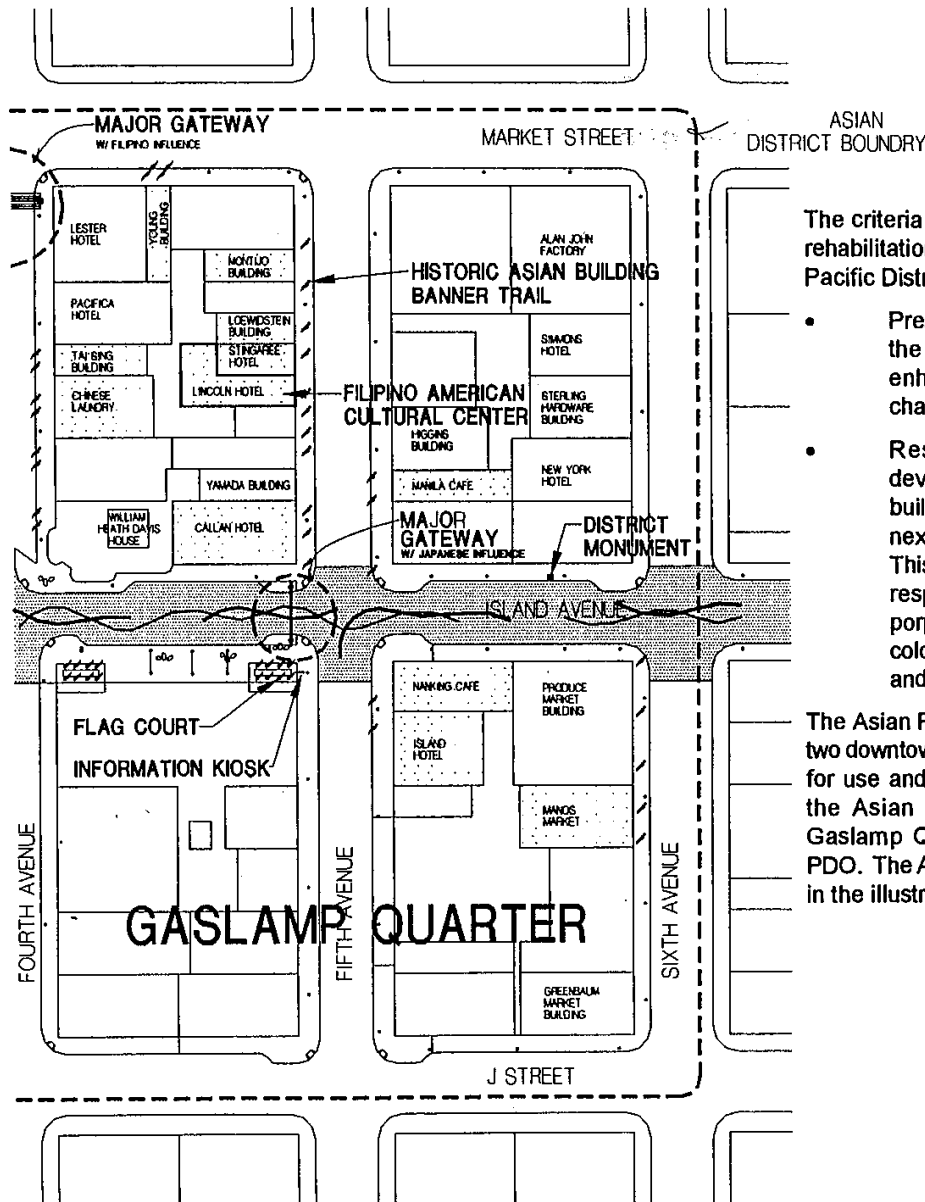 MAJOR GATEWAY
W/ FILIPINO INFLUENCE
MARKET STREET
ASIAN
DISTRICT BOUNDRY
LESTER
HOTEL
YOUNG
BUILDING
MONTIJO
BUILDING
ALAN JOHN
FACTORY
HISTORIC ASIAN BUILDING
BANNER TRAIL
PACIFICA
HOTEL
LOEWIDSTEIN
BUILDING
STINGAREE
HOTEL
SIMMONS
HOTEL
TAI SING
BUILDING
CHINESE
LAUNDRY
LINCOLN HOTEL
FILIPINO AMERICAN
CULTURAL CENTER
STERLING
HARDWARE
BUILDING
HIGGINS
BUILDING
YAMADA BUILDING
MANILA CAFE
NEW YORK
HOTEL
WILLIAM
HEATH DAVIS
HOUSE
CALLAN HOTEL
MAJOR
GATEWAY
W/ JAPANESE INFLUENCE
DISTRICT
MONUMENT
ISLAND AVENUE
NANKING CAFE
PRODUCE
MARKET
BUILDING
FLAG COURT
INFORMATION KIOSK
ISLAND
HOTEL
MANOS
MARKET
FOURTH AVENUE
FIFTH AVENUE
SIXTH AVENUE
GASLAMP QUARTER
GREENBAUM
MARKET
BUILDING
J STREET
The criteria
rehabilitation
Pacific Distr
• Pre
the
enh
cha
• Res
dev
buil
nex
This
resp
porp
colo
and
The Asian P
two downtow
for use and
the Asian
Gaslamp Q
PDO. The A
in the illustr